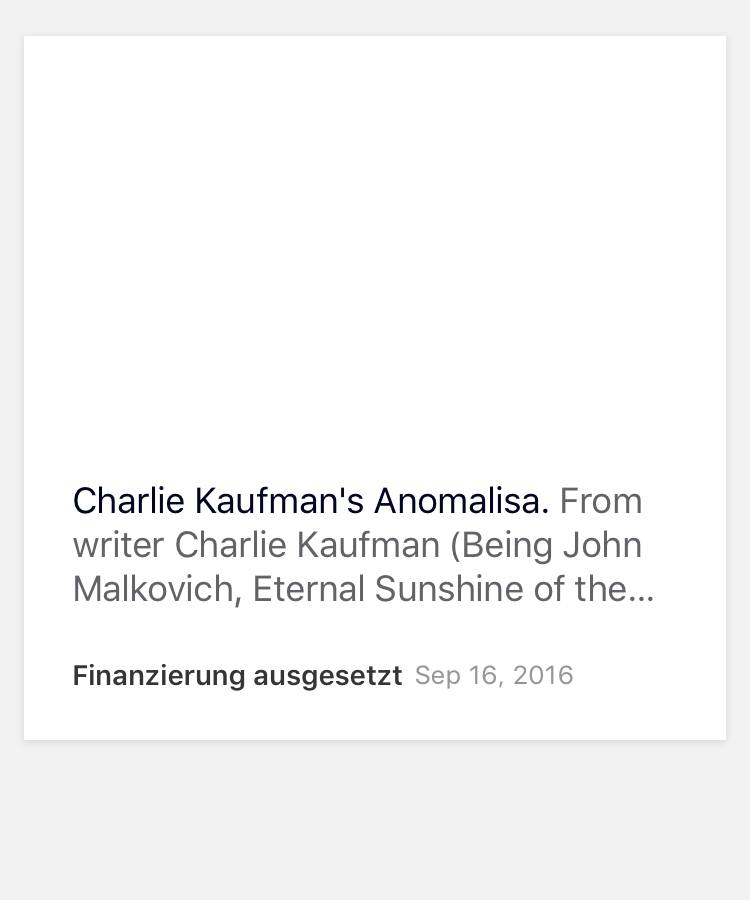 Charlie Kaufman's Anomalisa. From
writer Charlie Kaufman (Being John
Malkovich, Eternal Sunshine of the...
Finanzierung ausgesetzt Sep 16, 2016